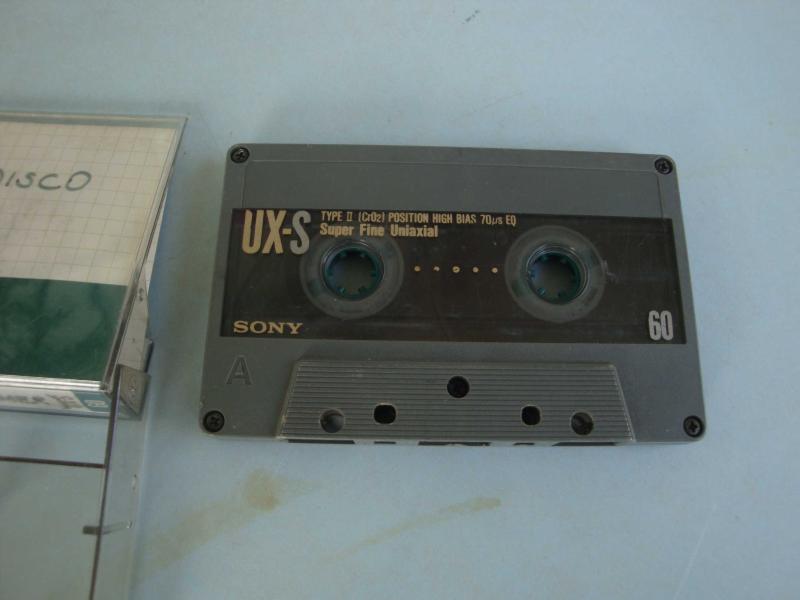 DISCO
UX-S
TYPE II (CrO2) POSITION HIGH BIAS 70µs EQ
Super Fine Uniaxial
SONY
60
A